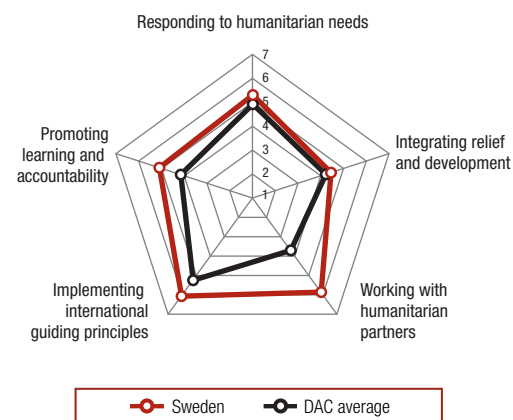 Responding to humanitarian needs
7
6
5
4
3
2
1
Promoting
learning and
accountability
Integrating relief
and development
Implementing
international
guiding principles
Working with
humanitarian
partners
Sweden
DAC average